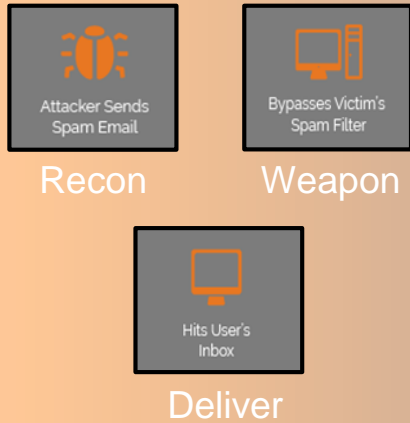 Attacker Sends
Spam Email
Bypasses Victim's
Spam Filter
Recon
Weapon
Hits User's
Inbox
Deliver